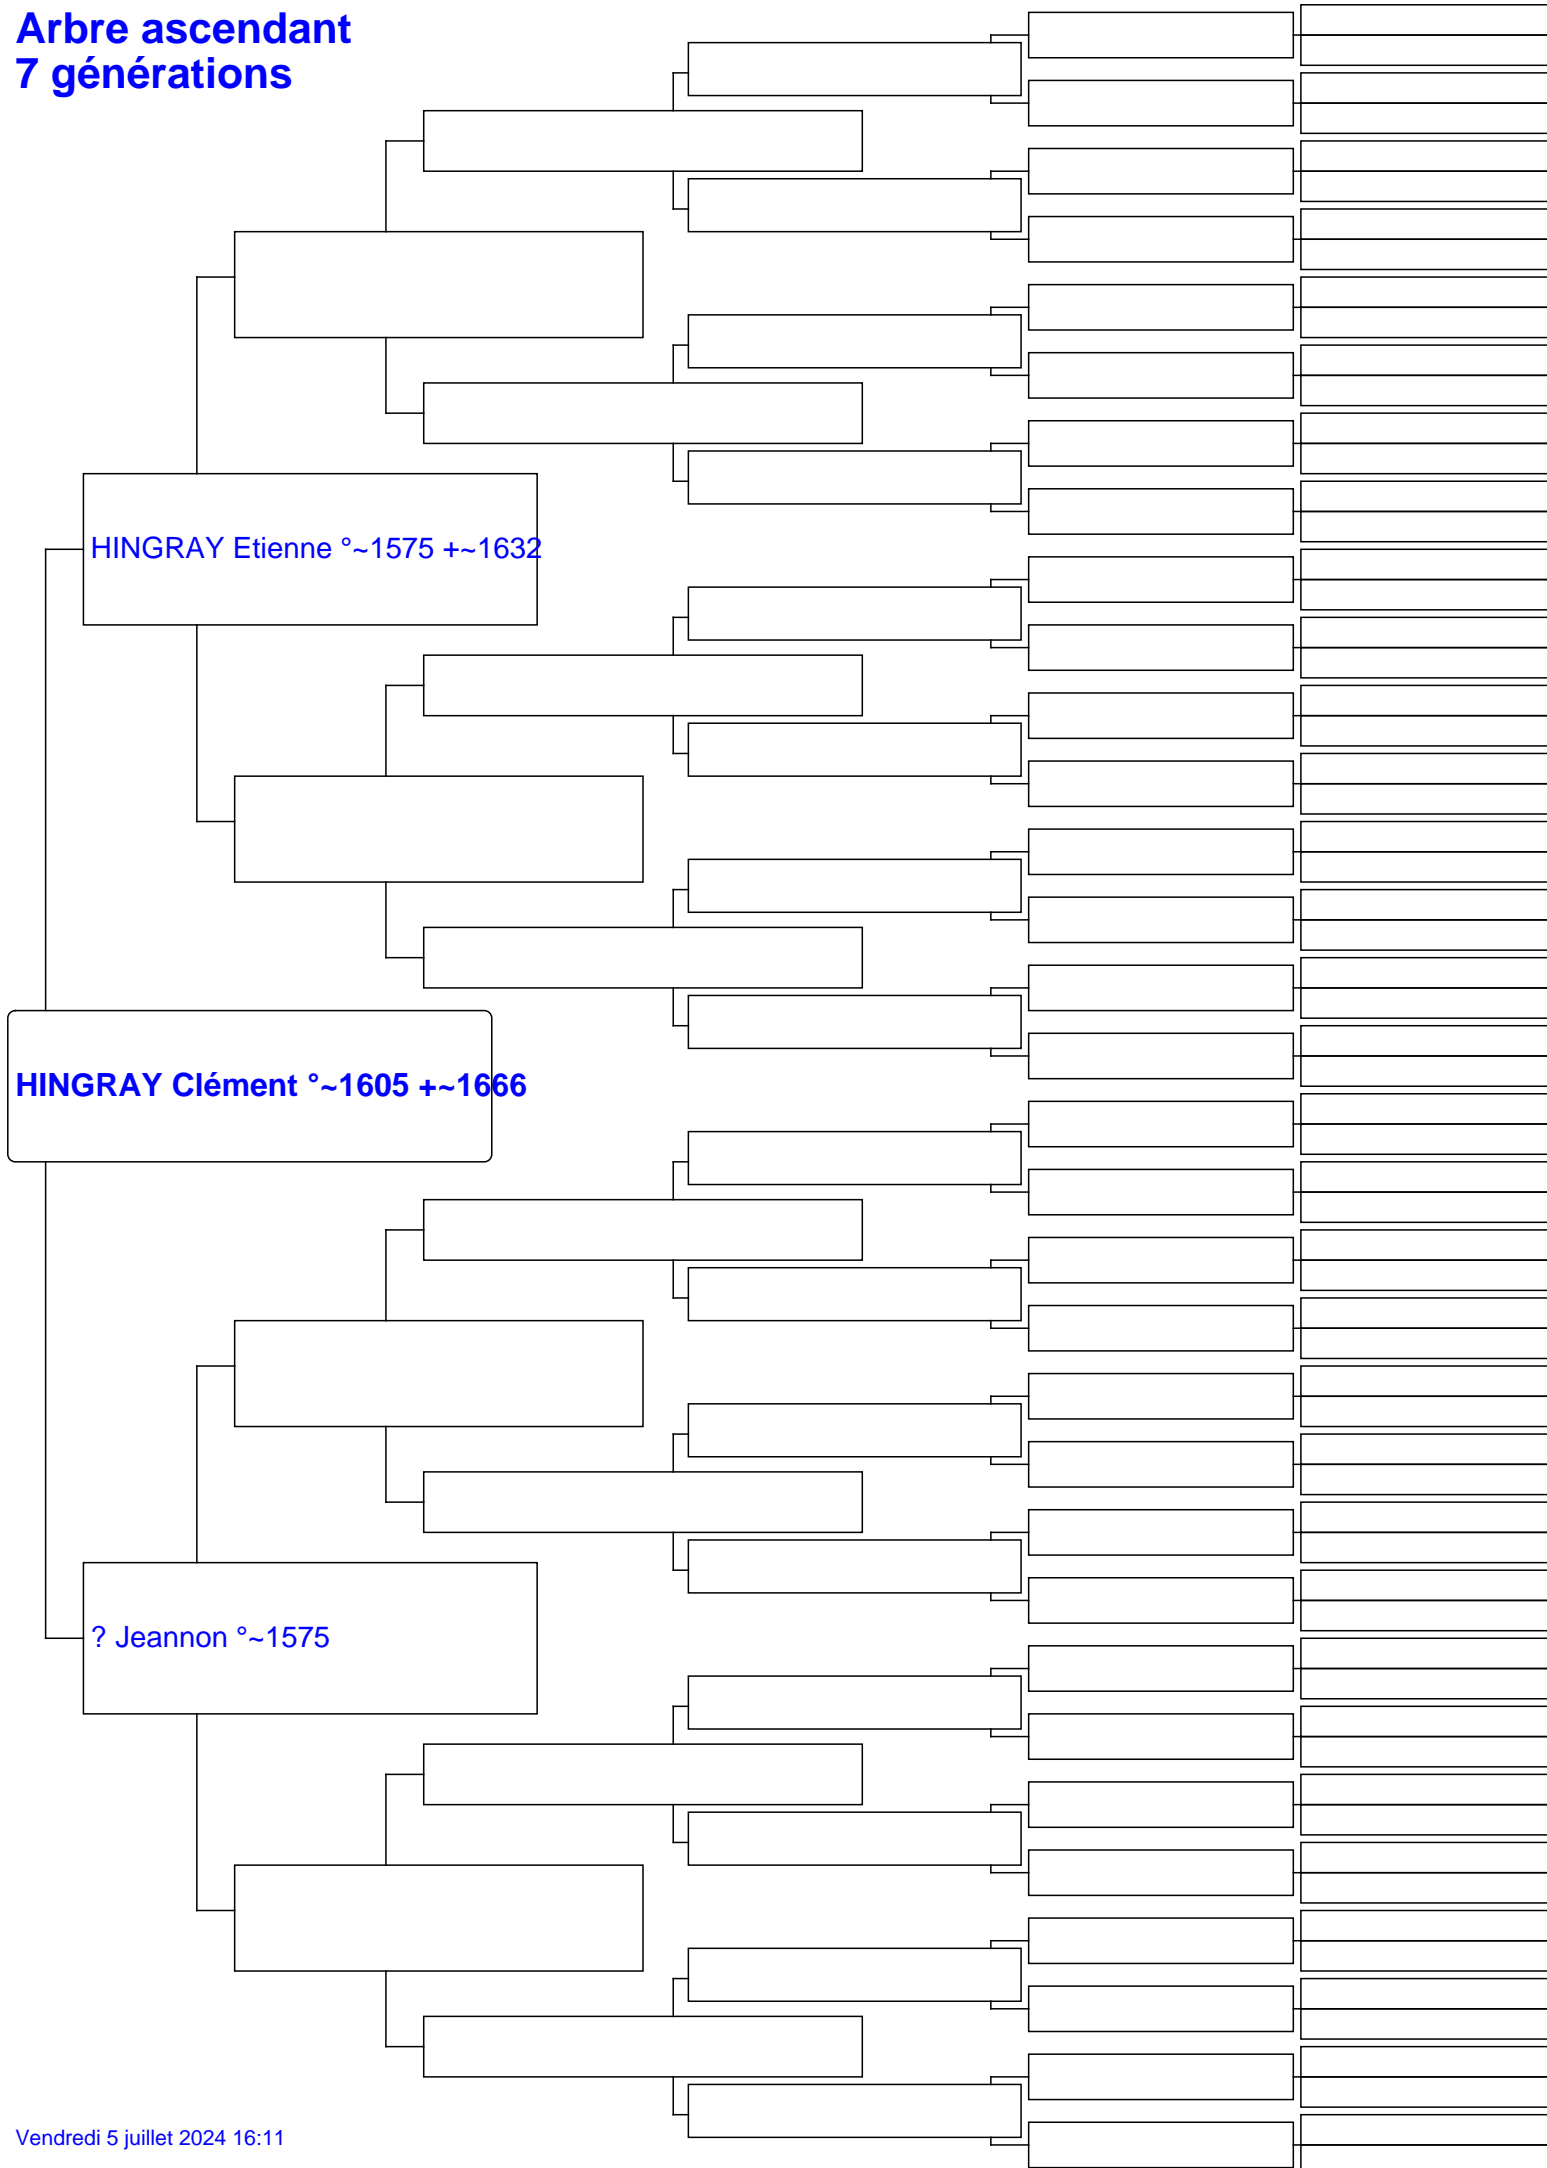 Arbre ascendant
7 générations
HINGRAY Etienne °~1575 +~1632
HINGRAY Clément °~1605 +~1666
? Jeannon °~1575
Vendredi 5 juillet 2024 16:11